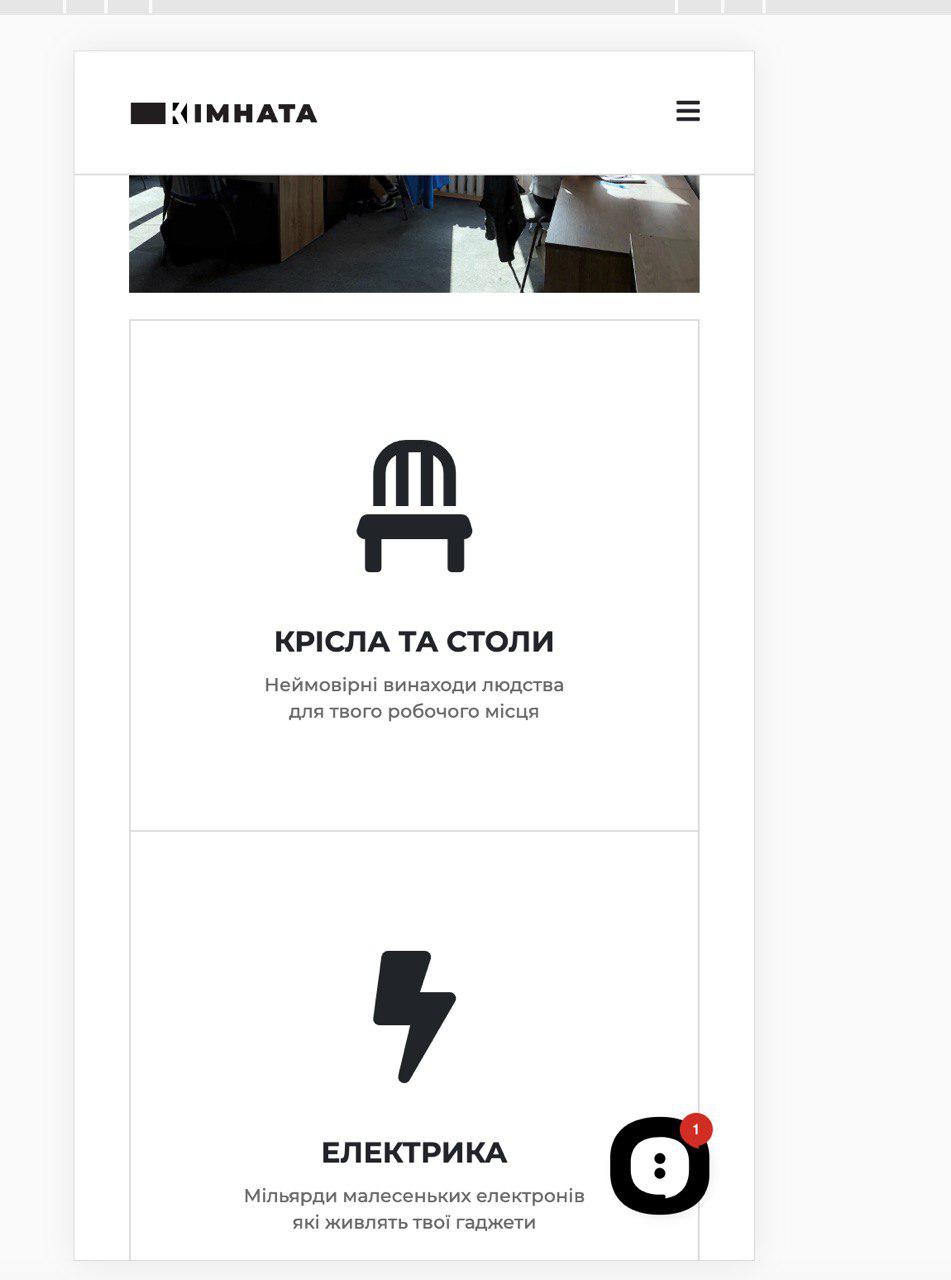 КІМНАТА
КРІСЛА ТА СТОЛИ
Неймовірні винаходи людства
для твого робочого місця
ЕЛЕКТРИКА
1
Мільярди малесеньких електронів
які живлять твої гаджети